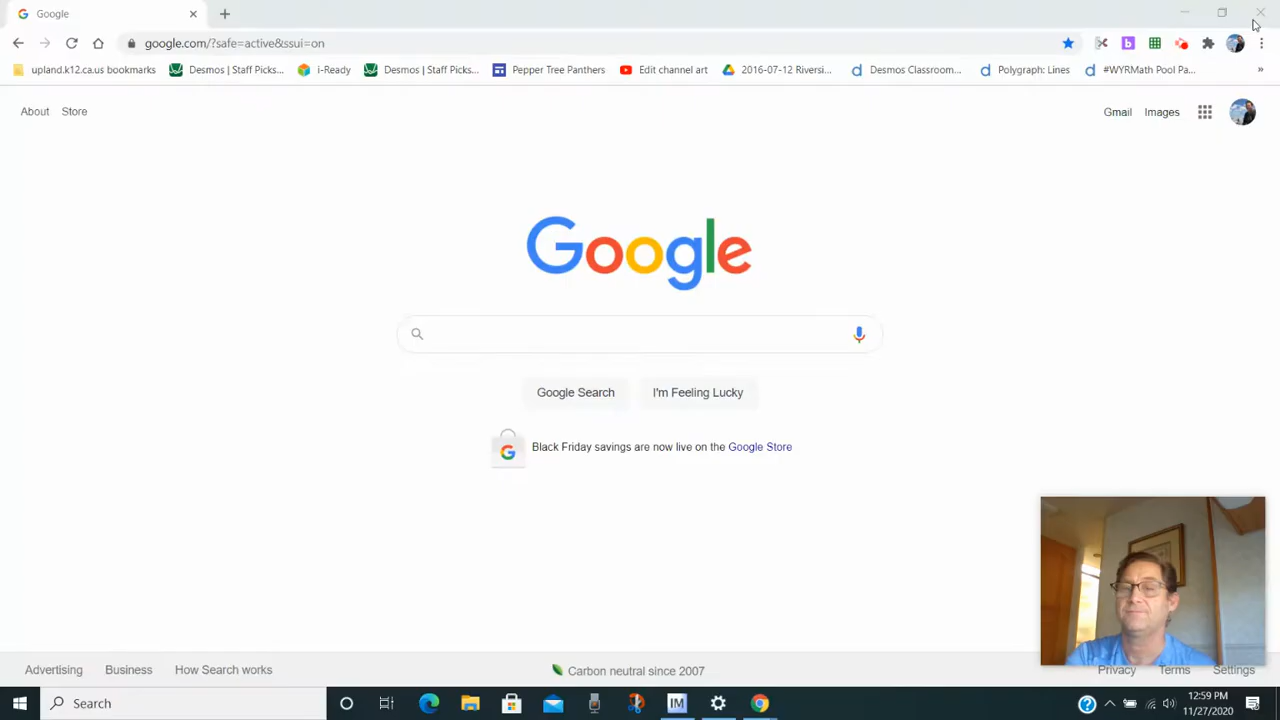 Google
google.com/?safe=active&ssui=on
upland.k12.ca.us bookmarks
Desmos | Staff Picks...
i-Ready
Desmos | Staff Picks...
Pepper Tree Panthers
Edit channel art
2016-07-12 Riversi...
Desmos Classroom...
Polygraph: Lines
#WYRMath Pool Pa...
»
About
Store
Gmail
Images
Google
Google Search
I'm Feeling Lucky
Black Friday savings are now live on the Google Store
Advertising
Business
How Search works
Carbon neutral since 2007
Privacy
Terms
Settings
Search
IM
12:59 PM
11/27/2020